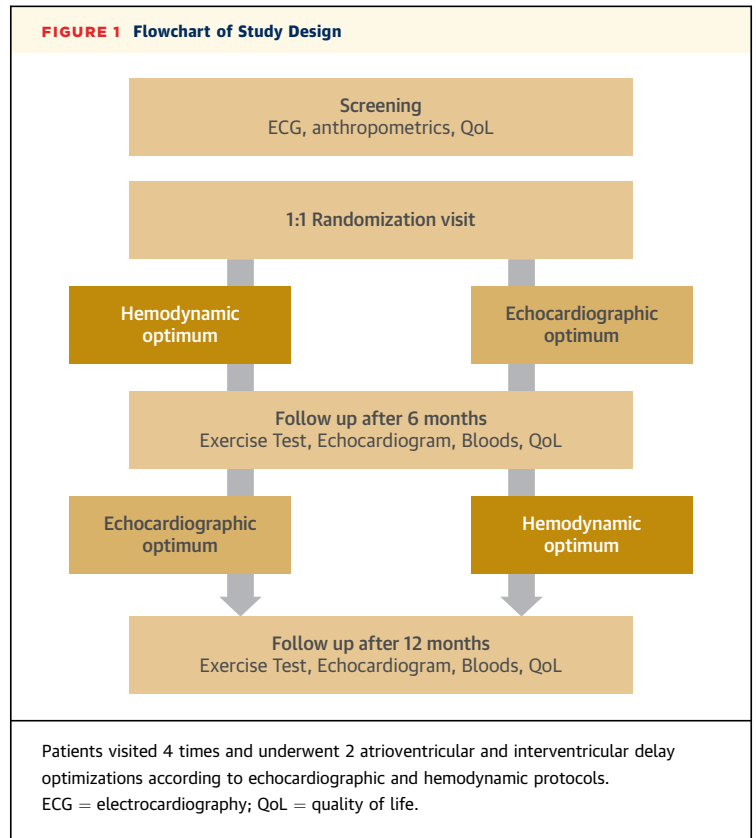 FIGURE 1 Flowchart of Study Design
Screening
ECG, anthropometrics, QoL
1:1 Randomization visit
Hemodynamic
optimum
Echocardiographic
optimum
Follow up after 6 months
Exercise Test, Echocardiogram, Bloods, QoL
Echocardiographic
optimum
Hemodynamic
optimum
Follow up after 12 months
Exercise Test, Echocardiogram, Bloods, QoL
Patients visited 4 times and underwent 2 atrioventricular and interventricular delay
optimizations according to echocardiographic and hemodynamic protocols.
ECG = electrocardiography; QoL = quality of life.